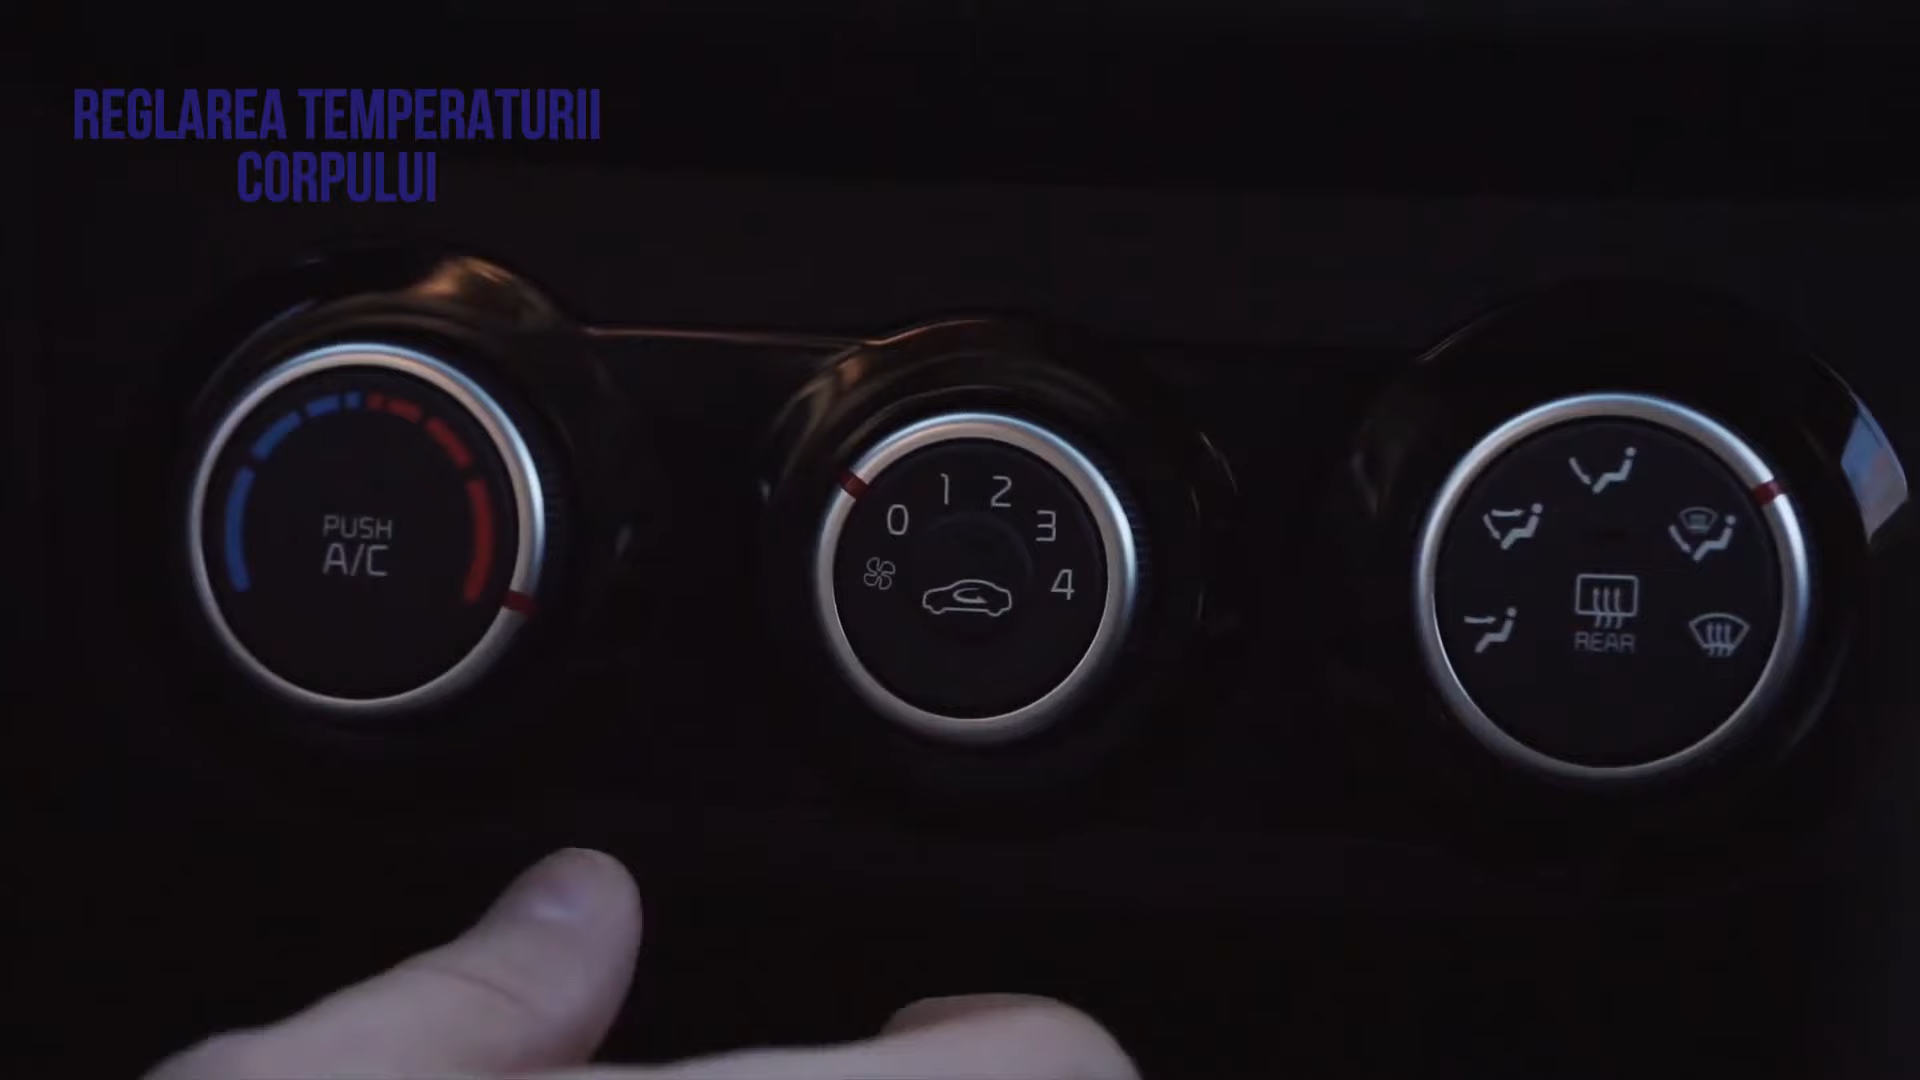 REGLAREA TEMPERATURII
CORPULUI
PUSH
A/C
0 1 2 3 4
REAR